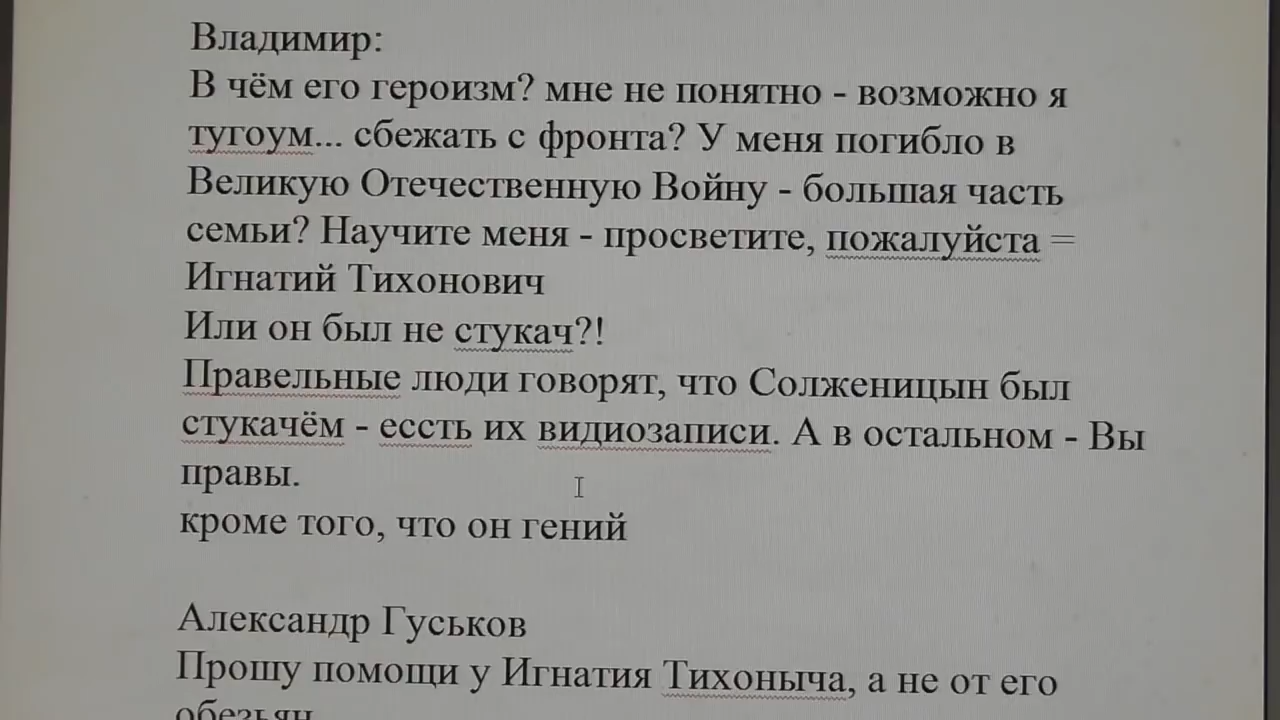 Владимир:
В чём его героизм? мне не понятно - возможно я
тугоум... сбежать с фронта? У меня погибло в
Великую Отечественную Войну - большая часть
семьи? Научите меня - просветите, пожалуйста =
Игнатий Тихонович
Или он был не стукач?!
Правельные люди говорят, что Солженицын был
стукачём - ессть их видиозаписи. А в остальном - Вы
правы.
кроме того, что он гений
Александр Гуськов
Прошу помощи у Игнатия Тихоныча, а не от его
обезьян